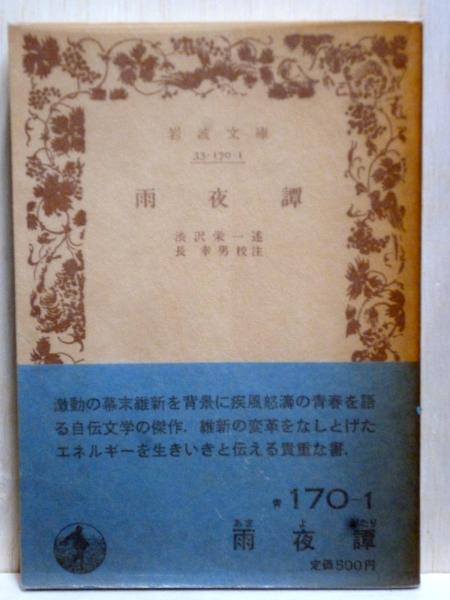 岩波文庫
33-170-1
雨夜譚
渋沢栄一述
長幸男校注
激動の幕末維新を背景に疾風怒濤の青春を語
る自伝文学の傑作．維新の変革をなしとげた
エネルギーを生きいきと伝える貴重な書．
青170-1
あま よ がたり
雨夜譚
定価500円